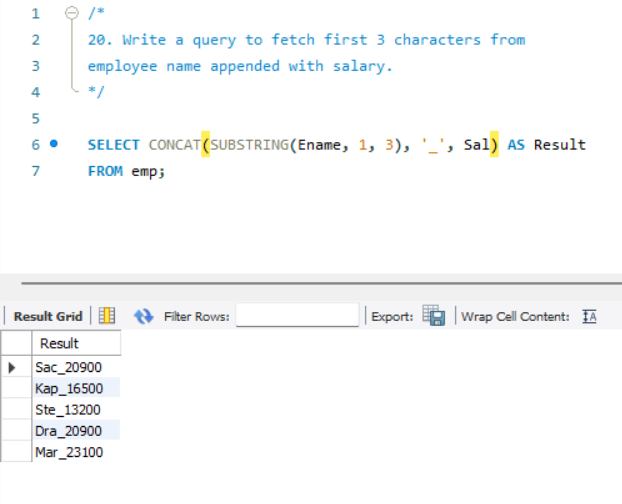 1 /*
2 20. Write a query to fetch first 3 characters from
3 employee name appended with salary.
4 */
5
6 SELECT CONCAT(SUBSTRING(Ename, 1, 3), '_', Sal) AS Result
7 FROM emp;
Result Grid Filter Rows: Export: Wrap Cell Content: IA
Result
Sac_20900
Kap_16500
Ste_13200
Dra_20900
Mar_23100